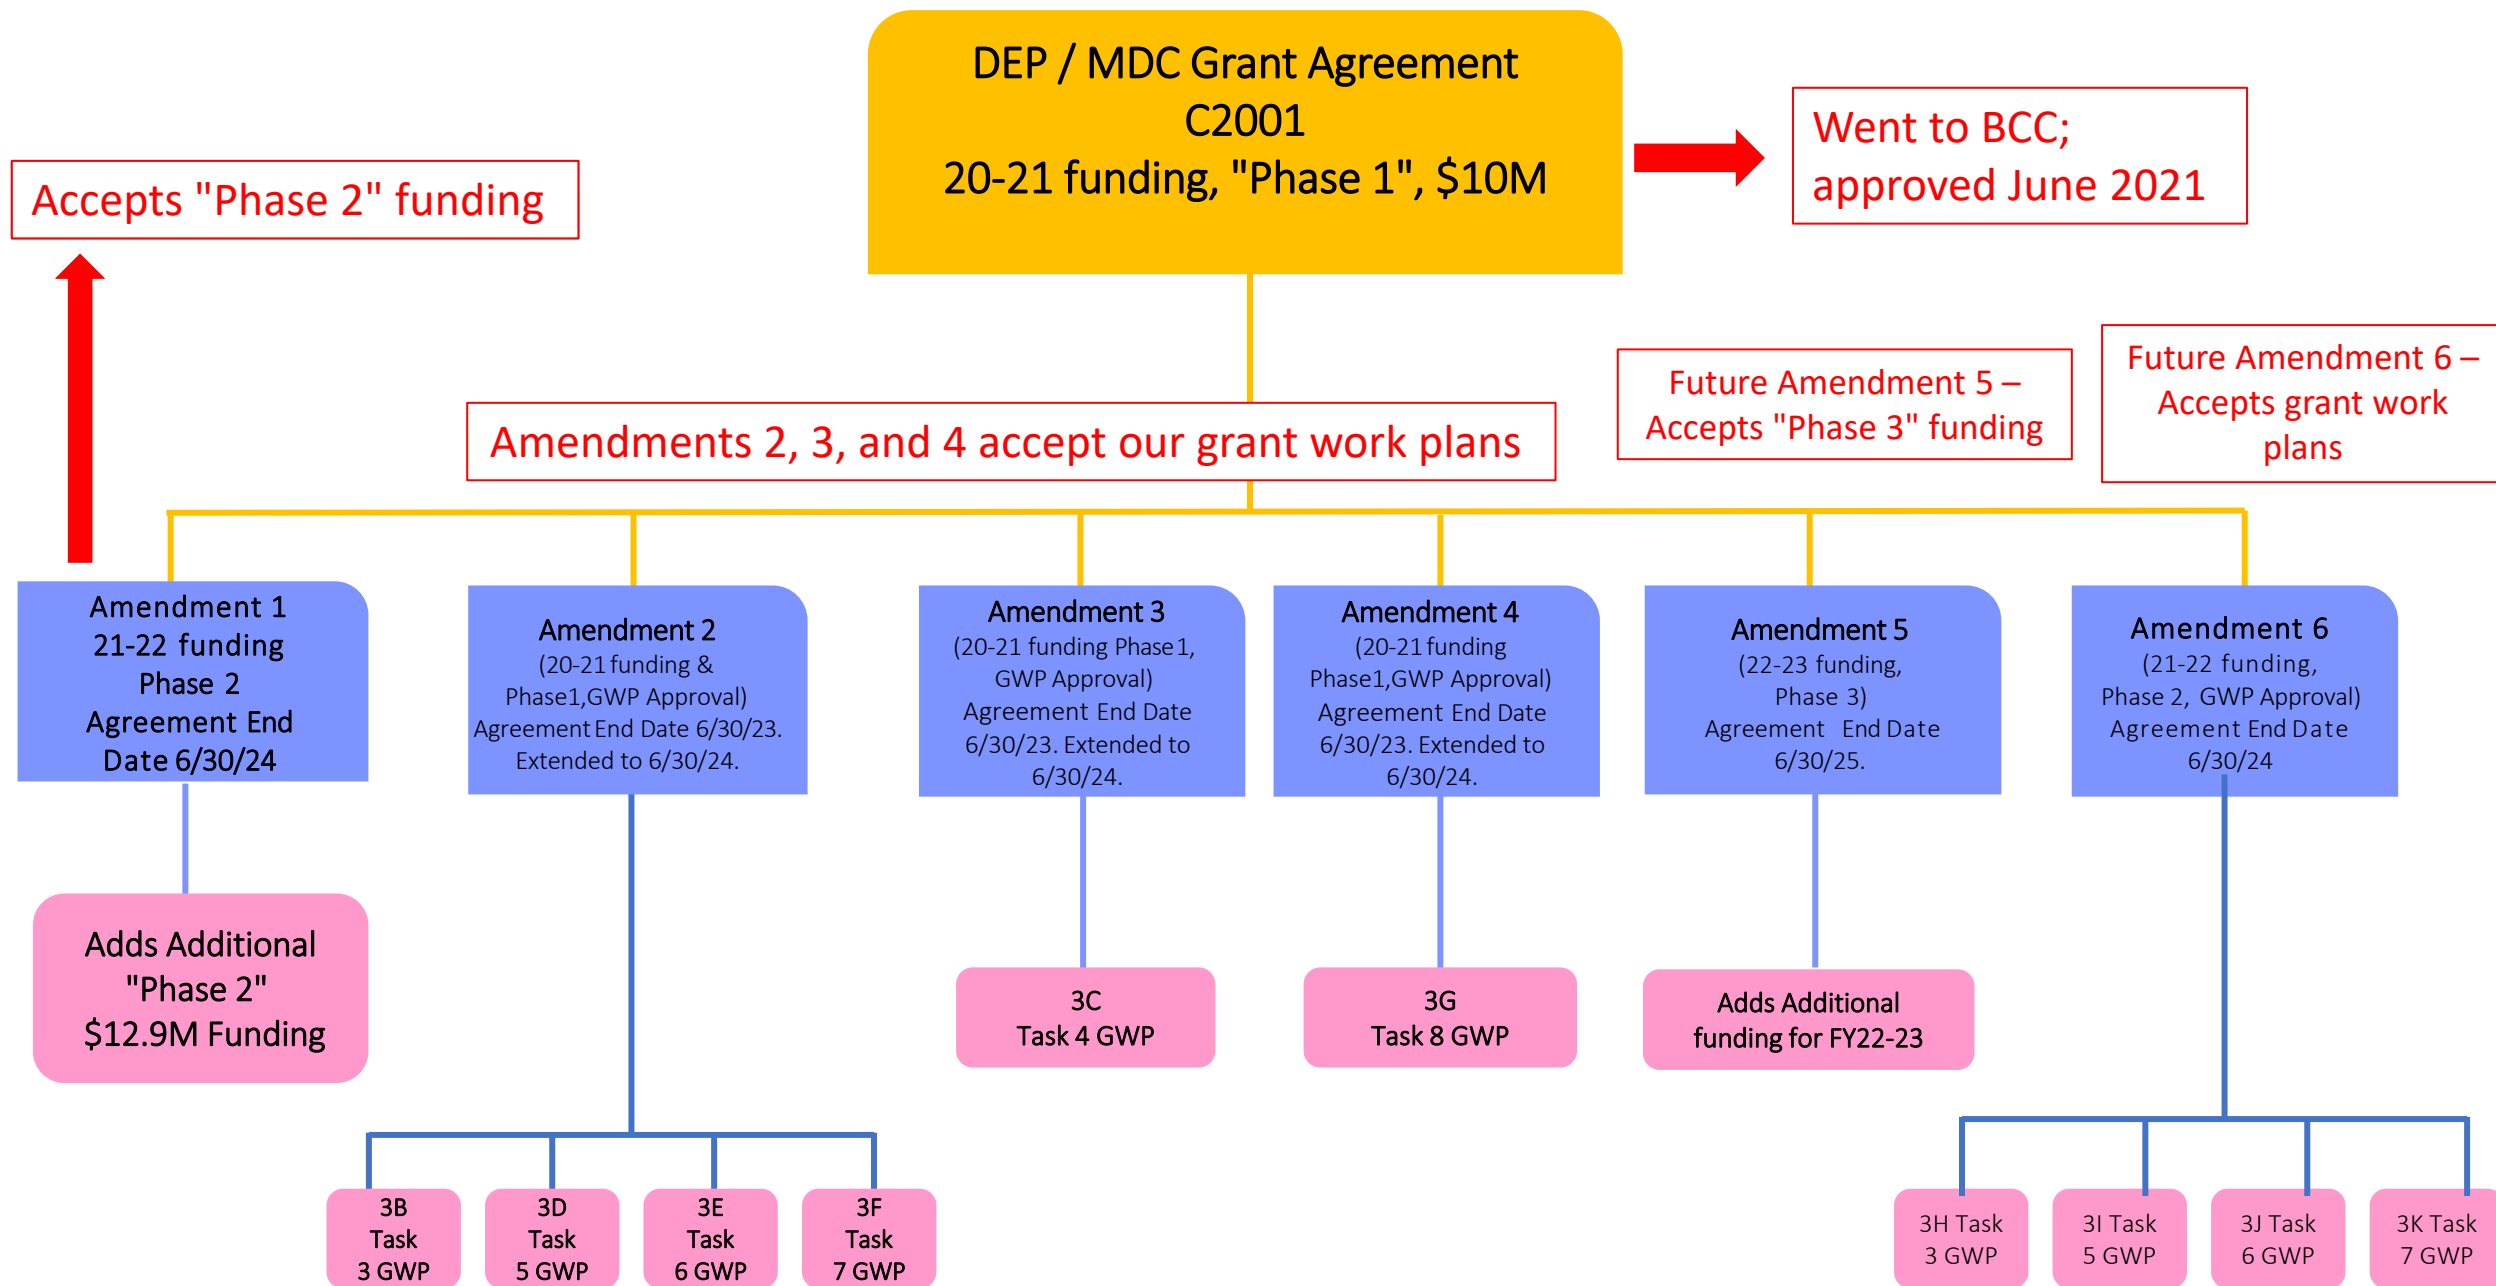 DEP / MDC Grant Agreement
C2001
20-21 funding, "Phase 1", $10M
Went to BCC;
approved June 2021
Accepts "Phase 2" funding
Future Amendment 5 –
Accepts "Phase 3" funding
Future Amendment 6 –
Accepts grant work
plans
Amendments 2, 3, and 4 accept our grant work plans
Amendment 1
21-22 funding
Phase 2
Agreement End
Date 6/30/24
Amendment 2
(20-21 funding &
Phase1,GWP Approval)
Agreement End Date 6/30/23.
Extended to 6/30/24.
Amendment 3
(20-21 funding Phase1,
GWP Approval)
Agreement End Date
6/30/23. Extended to
6/30/24.
Amendment 4
(20-21 funding
Phase1,GWP Approval)
Agreement End Date
6/30/23. Extended to
6/30/24.
Amendment 5
(22-23 funding,
Phase 3)
Agreement End Date
6/30/25.
Amendment 6
(21-22 funding,
Phase 2, GWP Approval)
Agreement End Date
6/30/24
Adds Additional
"Phase 2"
$12.9M Funding
3C
Task 4 GWP
3G
Task 8 GWP
Adds Additional
funding for FY22-23
3B
Task
3 GWP
3D
Task
5 GWP
3E
Task
6 GWP
3F
Task
7 GWP
3H Task
3 GWP
3I Task
5 GWP
3J Task
6 GWP
3K Task
7 GWP